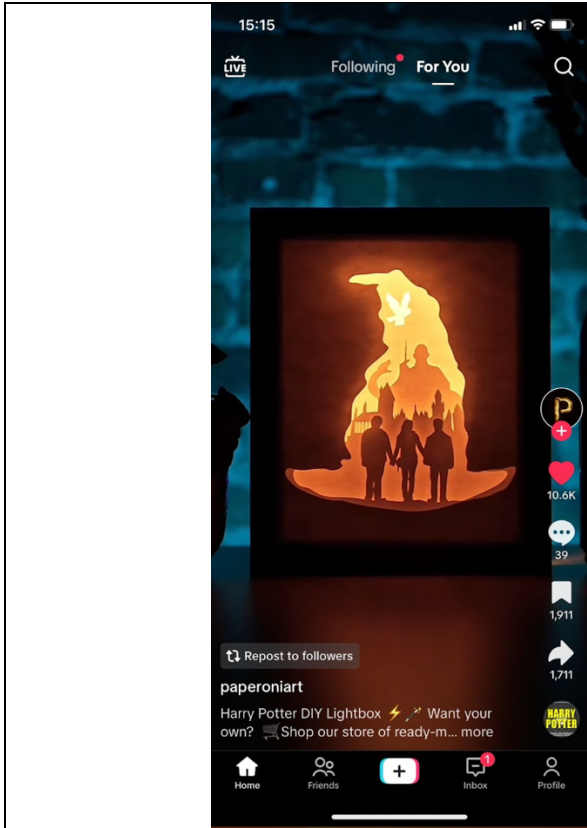 15:15
LIVE
Following For You
P
10.6K
39
1,911
1,711
Repost to followers
paperoniart
Harry Potter DIY Lightbox ⚡🪄 Want your
own? 🛒Shop our store of ready-m... more
HARRY
POTTER
1
Home Friends Inbox Profile